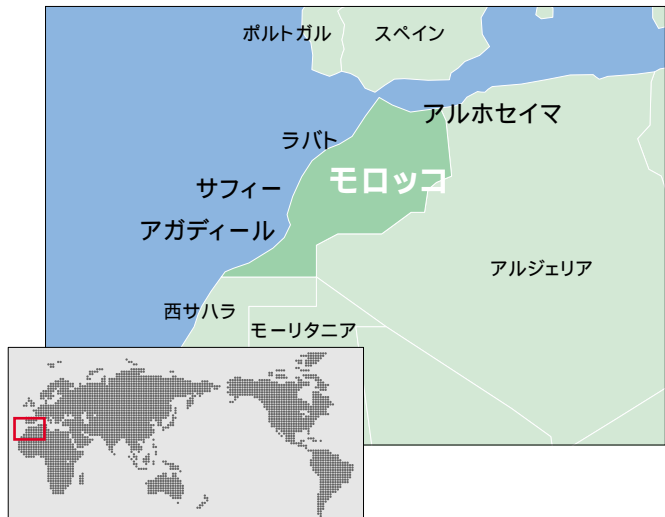 ポルトガル
スペイン
アルホセイマ
ラバト
モロッコ
サフィー
アガディール
アルジェリア
西サハラ
モーリタニア